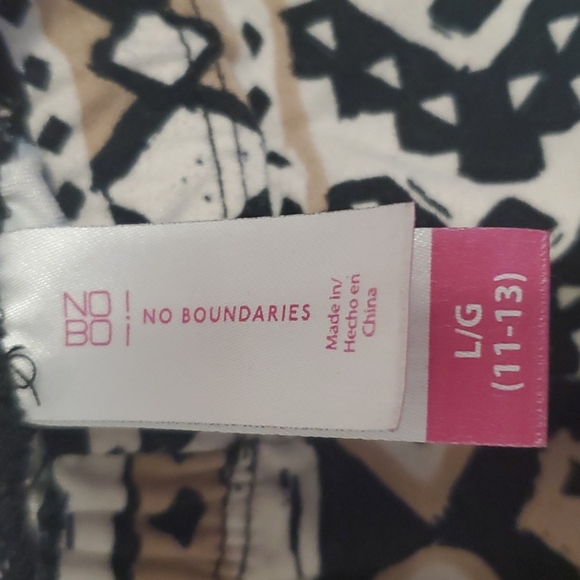 NO
BO
NO BOUNDARIES
Made in/
Hecho en
China
L/G
(11-13)